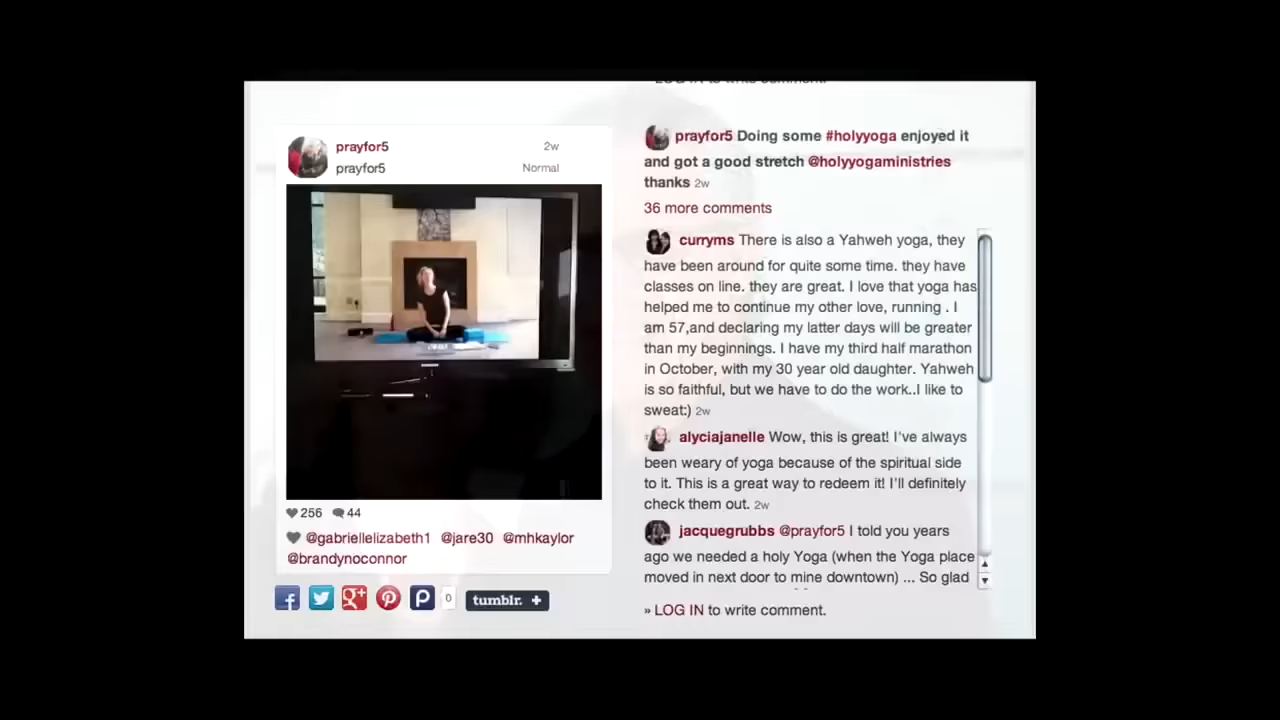 prayfor5 2w
prayfor5 Normal
256 44
@gabriellelizabeth1 @jare30 @mhkaylor
@brandynoconnor
0 tumblr. +
LOG IN to write comment.
prayfor5 Doing some #holyyoga enjoyed it
and got a good stretch @holyyogaministries
thanks 2w
36 more comments
curryms There is also a Yahweh yoga, they
have been around for quite some time. they have
classes on line. they are great. I love that yoga has
helped me to continue my other love, running . I
am 57,and declaring my latter days will be greater
than my beginnings. I have my third half marathon
in October, with my 30 year old daughter. Yahweh
is so faithful, but we have to do the work..I like to
sweat:) 2w
alyciajanelle Wow, this is great! I've always
been weary of yoga because of the spiritual side
to it. This is a great way to redeem it! I'll definitely
check them out. 2w
jacquegrubbs @prayfor5 I told you years
ago we needed a holy Yoga (when the Yoga place
moved in next door to mine downtown) ... So glad
» LOG IN to write comment.